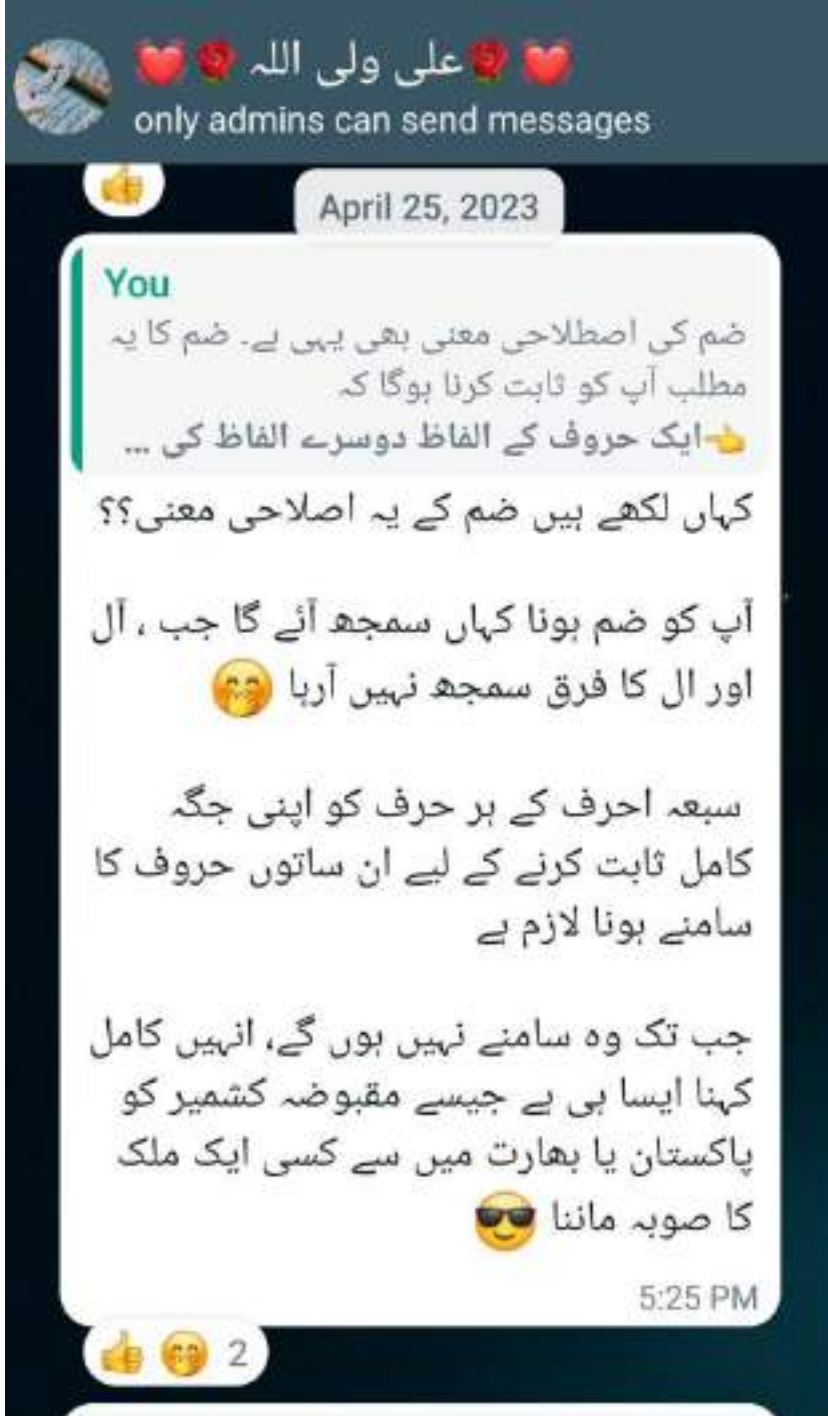 💓🌹علی ولی اللہ 🌹💓
only admins can send messages
👍
April 25, 2023
You
ضم کی اصطلاحی معنی بھی یہی ہے۔ ضم کا یہ
مطلب آپ کو ثابت کرنا ہوگا کہ
👈ایک حروف کے الفاظ دوسرے الفاظ کی ...
کہاں لکھے ہیں ضم کے یہ اصلاحی معنی؟؟
آپ کو ضم ہونا کہاں سمجھ آئے گا جب ، آل
اور ال کا فرق سمجھ نہیں آرہا 🤭
سبعہ احرف کے ہر حرف کو اپنی جگہ
کامل ثابت کرنے کے لیے ان ساتوں حروف کا
سامنے ہونا لازم ہے
جب تک وہ سامنے نہیں ہوں گے، انہیں کامل
کہنا ایسا ہی ہے جیسے مقبوضہ کشمیر کو
پاکستان یا بھارت میں سے کسی ایک ملک
کا صوبہ ماننا 😎
5:25 PM
👍 🤭 2